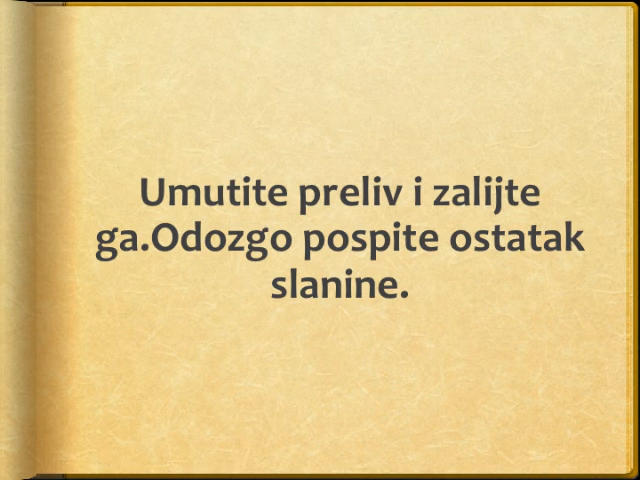 Umutite preliv i zalijte
ga.Odozgo pospite ostatak
slanine.